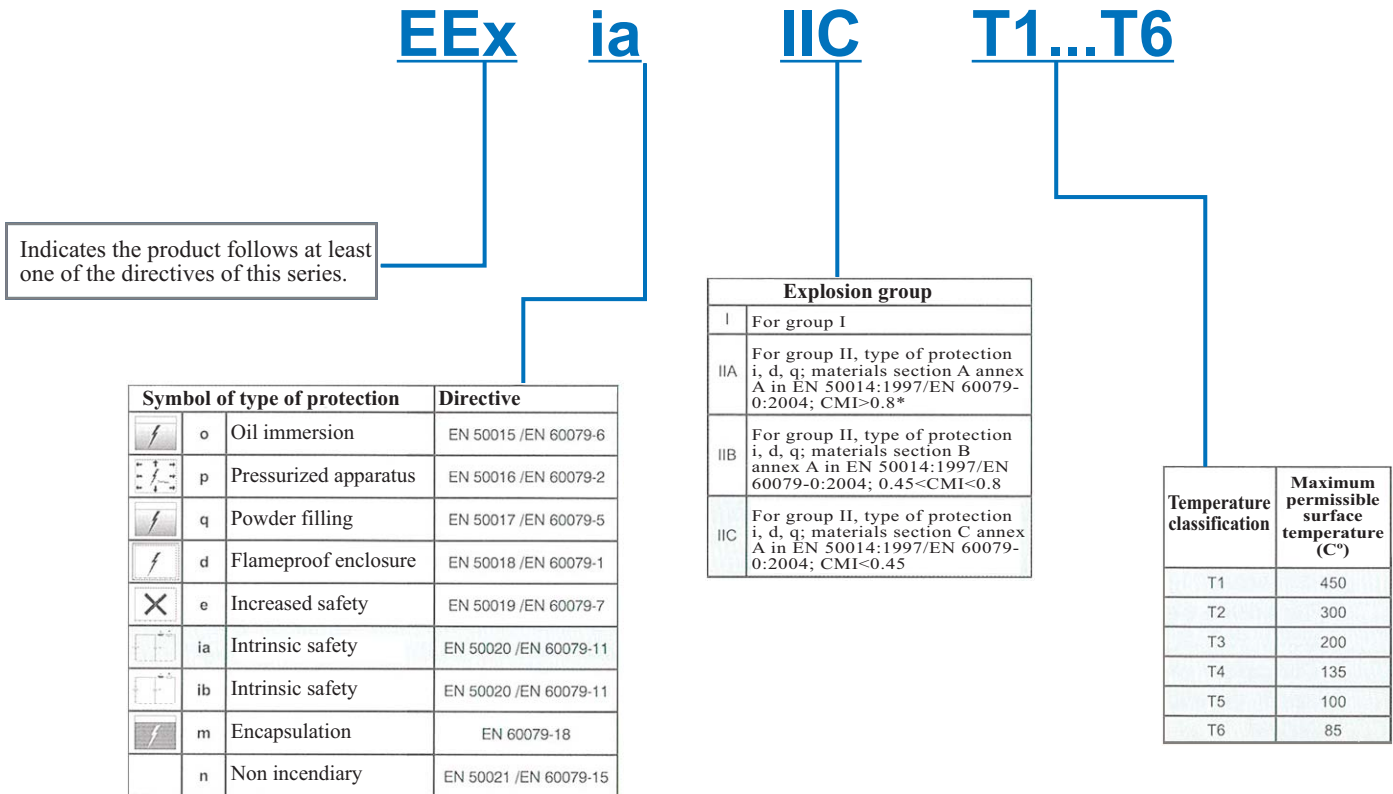 EEx ia IIC T1...T6
Indicates the product follows at least
one of the directives of this series.
Symbol of type of protection Directive
o Oil immersion EN 50015 /EN 60079-6
p Pressurized apparatus EN 50016 /EN 60079-2
q Powder filling EN 50017 /EN 60079-5
d Flameproof enclosure EN 50018 /EN 60079-1
e Increased safety EN 50019 /EN 60079-7
ia Intrinsic safety EN 50020 /EN 60079-11
ib Intrinsic safety EN 50020 /EN 60079-11
m Encapsulation EN 60079-18
n Non incendiary EN 50021 /EN 60079-15
Explosion group
I For group I
IIA For group II, type of protection
i, d, q; materials section A annex
A in EN 50014:1997/EN 60079-
0:2004; CMI>0.8*
IIB For group II, type of protection
i, d, q; materials section B
annex A in EN 50014:1997/EN
60079-0:2004; 0.45<CMI<0.8
IIC For group II, type of protection
i, d, q; materials section C annex
A in EN 50014:1997/EN 60079-
0:2004; CMI<0.45
Temperature
classification
Maximum
permissible
surface
temperature
(Cº)
T1 450
T2 300
T3 200
T4 135
T5 100
T6 85